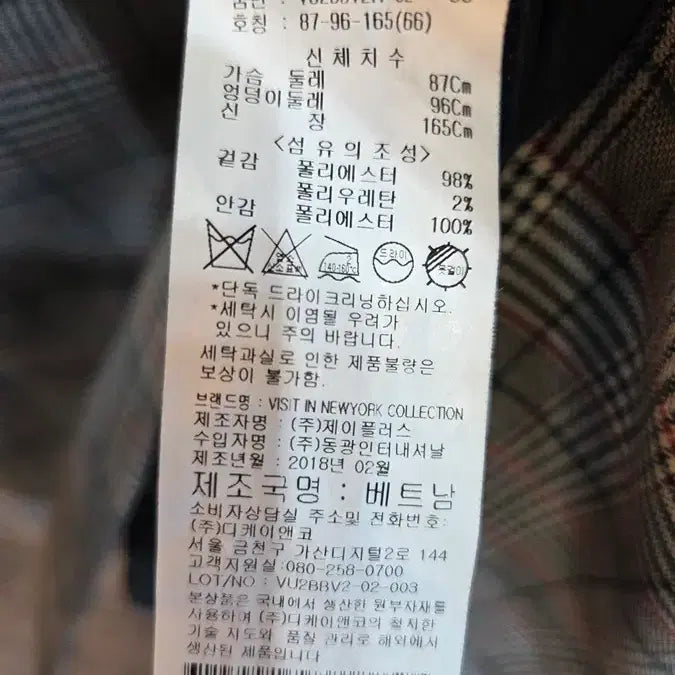 호칭 : 87-96-165(66)
신체치수
가슴 둘레 87Cm
엉덩이둘레 96Cm
신 장 165Cm
<섬유의조성>
겉감 폴리에스터 98%
폴리우레탄 2%
안감 폴리에스터 100%
염소 소표 140-160℃ 드라이 옷걸이
*단독 드라이크리닝하십시오.
*세탁시 이염될 우려가
있으니 주의 바랍니다.
세탁과실로 인한 제품불량은
보상이 불가함.
브랜드명 : VISIT IN NEWYORK COLLECTION
제조자명 : (주)제이플러스
수입자명 : (주)동광인터내셔날
제조년월 : 2018년 02월
제조국명 : 베트남
소비자상담실 주소및 전화번호:
(주)디케이앤코
서울 금천구 가산디지털2로 144
고객지원실:080-258-0700
LOT/NO : VU2BBV2-02-003
본상품은 국내에서 생산한 원부자재를
사용하며 (주)디케이앤코의 철저한
기술 지도와 품질 관리로 해외에서
생산된 제품입니다